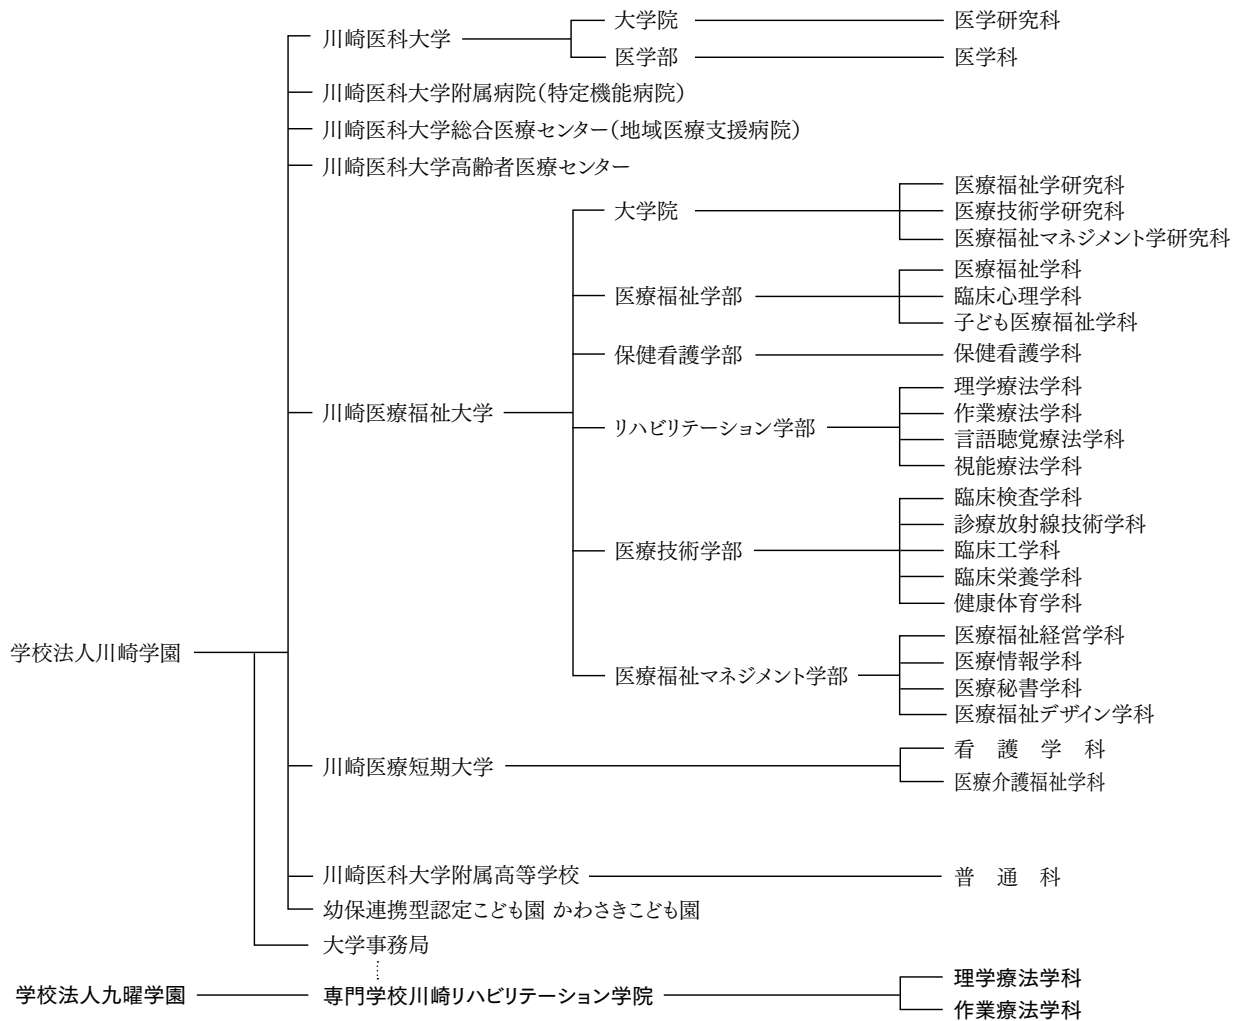 川崎医科大学
大学院
医学研究科
医学部
医学科
川崎医科大学附属病院（特定機能病院）
川崎医科大学総合医療センター（地域医療支援病院）
川崎医科大学高齢者医療センター
川崎医療福祉大学
大学院
医療福祉学研究科
医療技術学研究科
医療福祉マネジメント学研究科
医療福祉学部
医療福祉学科
臨床心理学科
子ども医療福祉学科
保健看護学部
保健看護学科
リハビリテーション学部
理学療法学科
作業療法学科
言語聴覚療法学科
視能療法学科
医療技術学部
臨床検査学科
診療放射線技術学科
臨床工学科
臨床栄養学科
健康体育学科
学校法人川崎学園
医療福祉マネジメント学部
医療福祉経営学科
医療情報学科
医療秘書学科
医療福祉デザイン学科
川崎医療短期大学
看　護　学　科
医療介護福祉学科
川崎医科大学附属高等学校
普　通　科
幼保連携型認定こども園 かわさきこども園
大学事務局
学校法人九曜学園
専門学校川崎リハビリテーション学院
理学療法学科
作業療法学科